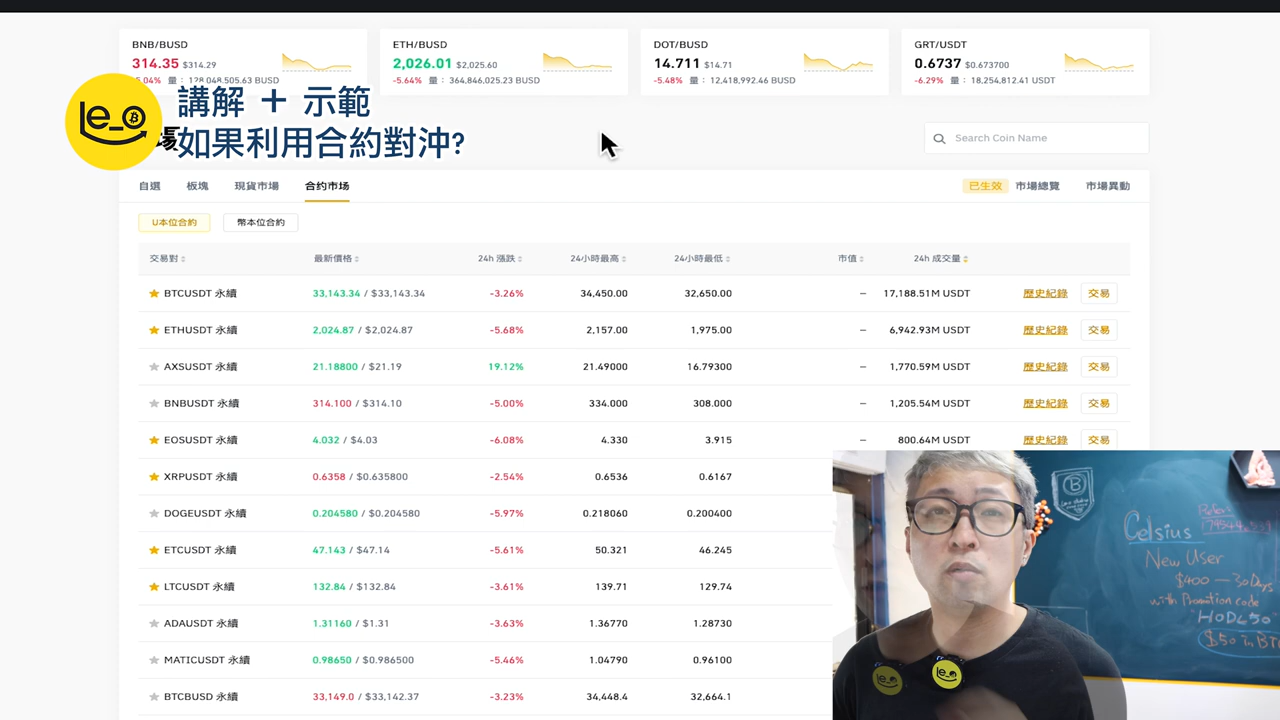 BNB/BUSD
314.35 $314.29
-5.04% 量： 128,048,505.63 BUSD
ETH/BUSD
2,026.01 $2,025.60
-5.64% 量： 364,846,025.23 BUSD
DOT/BUSD
14.711 $14.71
-5.48% 量： 12,418,992.46 BUSD
GRT/USDT
0.6737 $0.673700
-6.29% 量： 18,254,812.41 USDT
le_o
講解 ＋ 示範
如果利用合約對沖?
場
Search Coin Name
自選 板塊 現貨市場 合約市场 已生效 市場總覽 市場異動
U本位合約 幣本位合約
交易對 最新價格 24h 漲跌 24小時最高 24小時最低 市值 24h 成交量
BTCUSDT 永續 33,143.34 / $33,143.34 -3.26% 34,450.00 32,650.00 – 17,188.51M USDT 歷史紀錄 交易
ETHUSDT 永續 2,024.87 / $2,024.87 -5.68% 2,157.00 1,975.00 – 6,942.93M USDT 歷史紀錄 交易
AXSUSDT 永續 21.18800 / $21.19 19.12% 21.49000 16.79300 – 1,770.59M USDT 歷史紀錄 交易
BNBUSDT 永續 314.100 / $314.10 -5.00% 334.000 308.000 – 1,205.54M USDT 歷史紀錄 交易
EOSUSDT 永續 4.032 / $4.03 -6.08% 4.330 3.915 – 800.64M USDT 歷史紀錄 交易
XRPUSDT 永續 0.6358 / $0.635800 -2.54% 0.6536 0.6167
DOGEUSDT 永續 0.204580 / $0.204580 -5.97% 0.218060 0.200400
ETCUSDT 永續 47.143 / $47.14 -5.61% 50.321 46.245
LTCUSDT 永續 132.84 / $132.84 -3.61% 139.71 129.74
ADAUSDT 永續 1.31160 / $1.31 -3.63% 1.36770 1.28730
MATICUSDT 永續 0.98650 / $0.986500 -5.46% 1.04790 0.96100
BTCBUSD 永續 33,149.0 / $33,142.37 -3.23% 34,448.4 32,664.1
B
Celsius
New User
$400 — 30 Days
with Promotion code
"HODL50"
$50 in BT
le_o
le_o